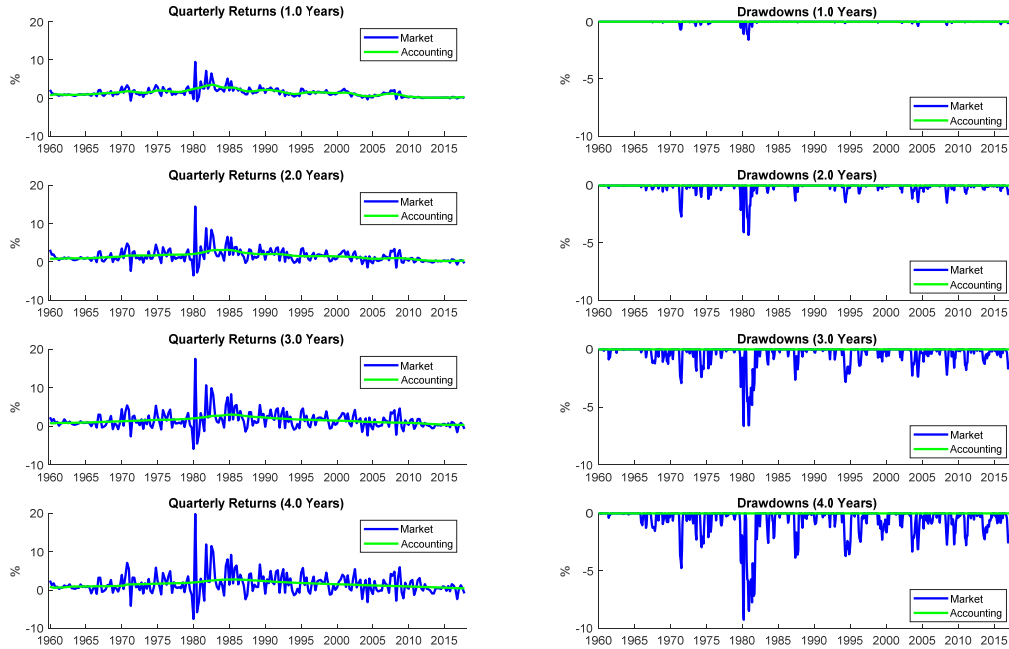 Quarterly Returns (1.0 Years)
20
10
0
-10
%
Market
Accounting
1960 1965 1970 1975 1980 1985 1990 1995 2000 2005 2010 2015
Drawdowns (1.0 Years)
0
-5
-10
%
Market
Accounting
1960 1965 1970 1975 1980 1985 1990 1995 2000 2005 2010 2015
Quarterly Returns (2.0 Years)
20
10
0
-10
%
Market
Accounting
1960 1965 1970 1975 1980 1985 1990 1995 2000 2005 2010 2015
Drawdowns (2.0 Years)
0
-5
-10
%
Market
Accounting
1960 1965 1970 1975 1980 1985 1990 1995 2000 2005 2010 2015
Quarterly Returns (3.0 Years)
20
10
0
-10
%
Market
Accounting
1960 1965 1970 1975 1980 1985 1990 1995 2000 2005 2010 2015
Drawdowns (3.0 Years)
0
-5
-10
%
Market
Accounting
1960 1965 1970 1975 1980 1985 1990 1995 2000 2005 2010 2015
Quarterly Returns (4.0 Years)
20
10
0
-10
%
Market
Accounting
1960 1965 1970 1975 1980 1985 1990 1995 2000 2005 2010 2015
Drawdowns (4.0 Years)
0
-5
-10
%
Market
Accounting
1960 1965 1970 1975 1980 1985 1990 1995 2000 2005 2010 2015